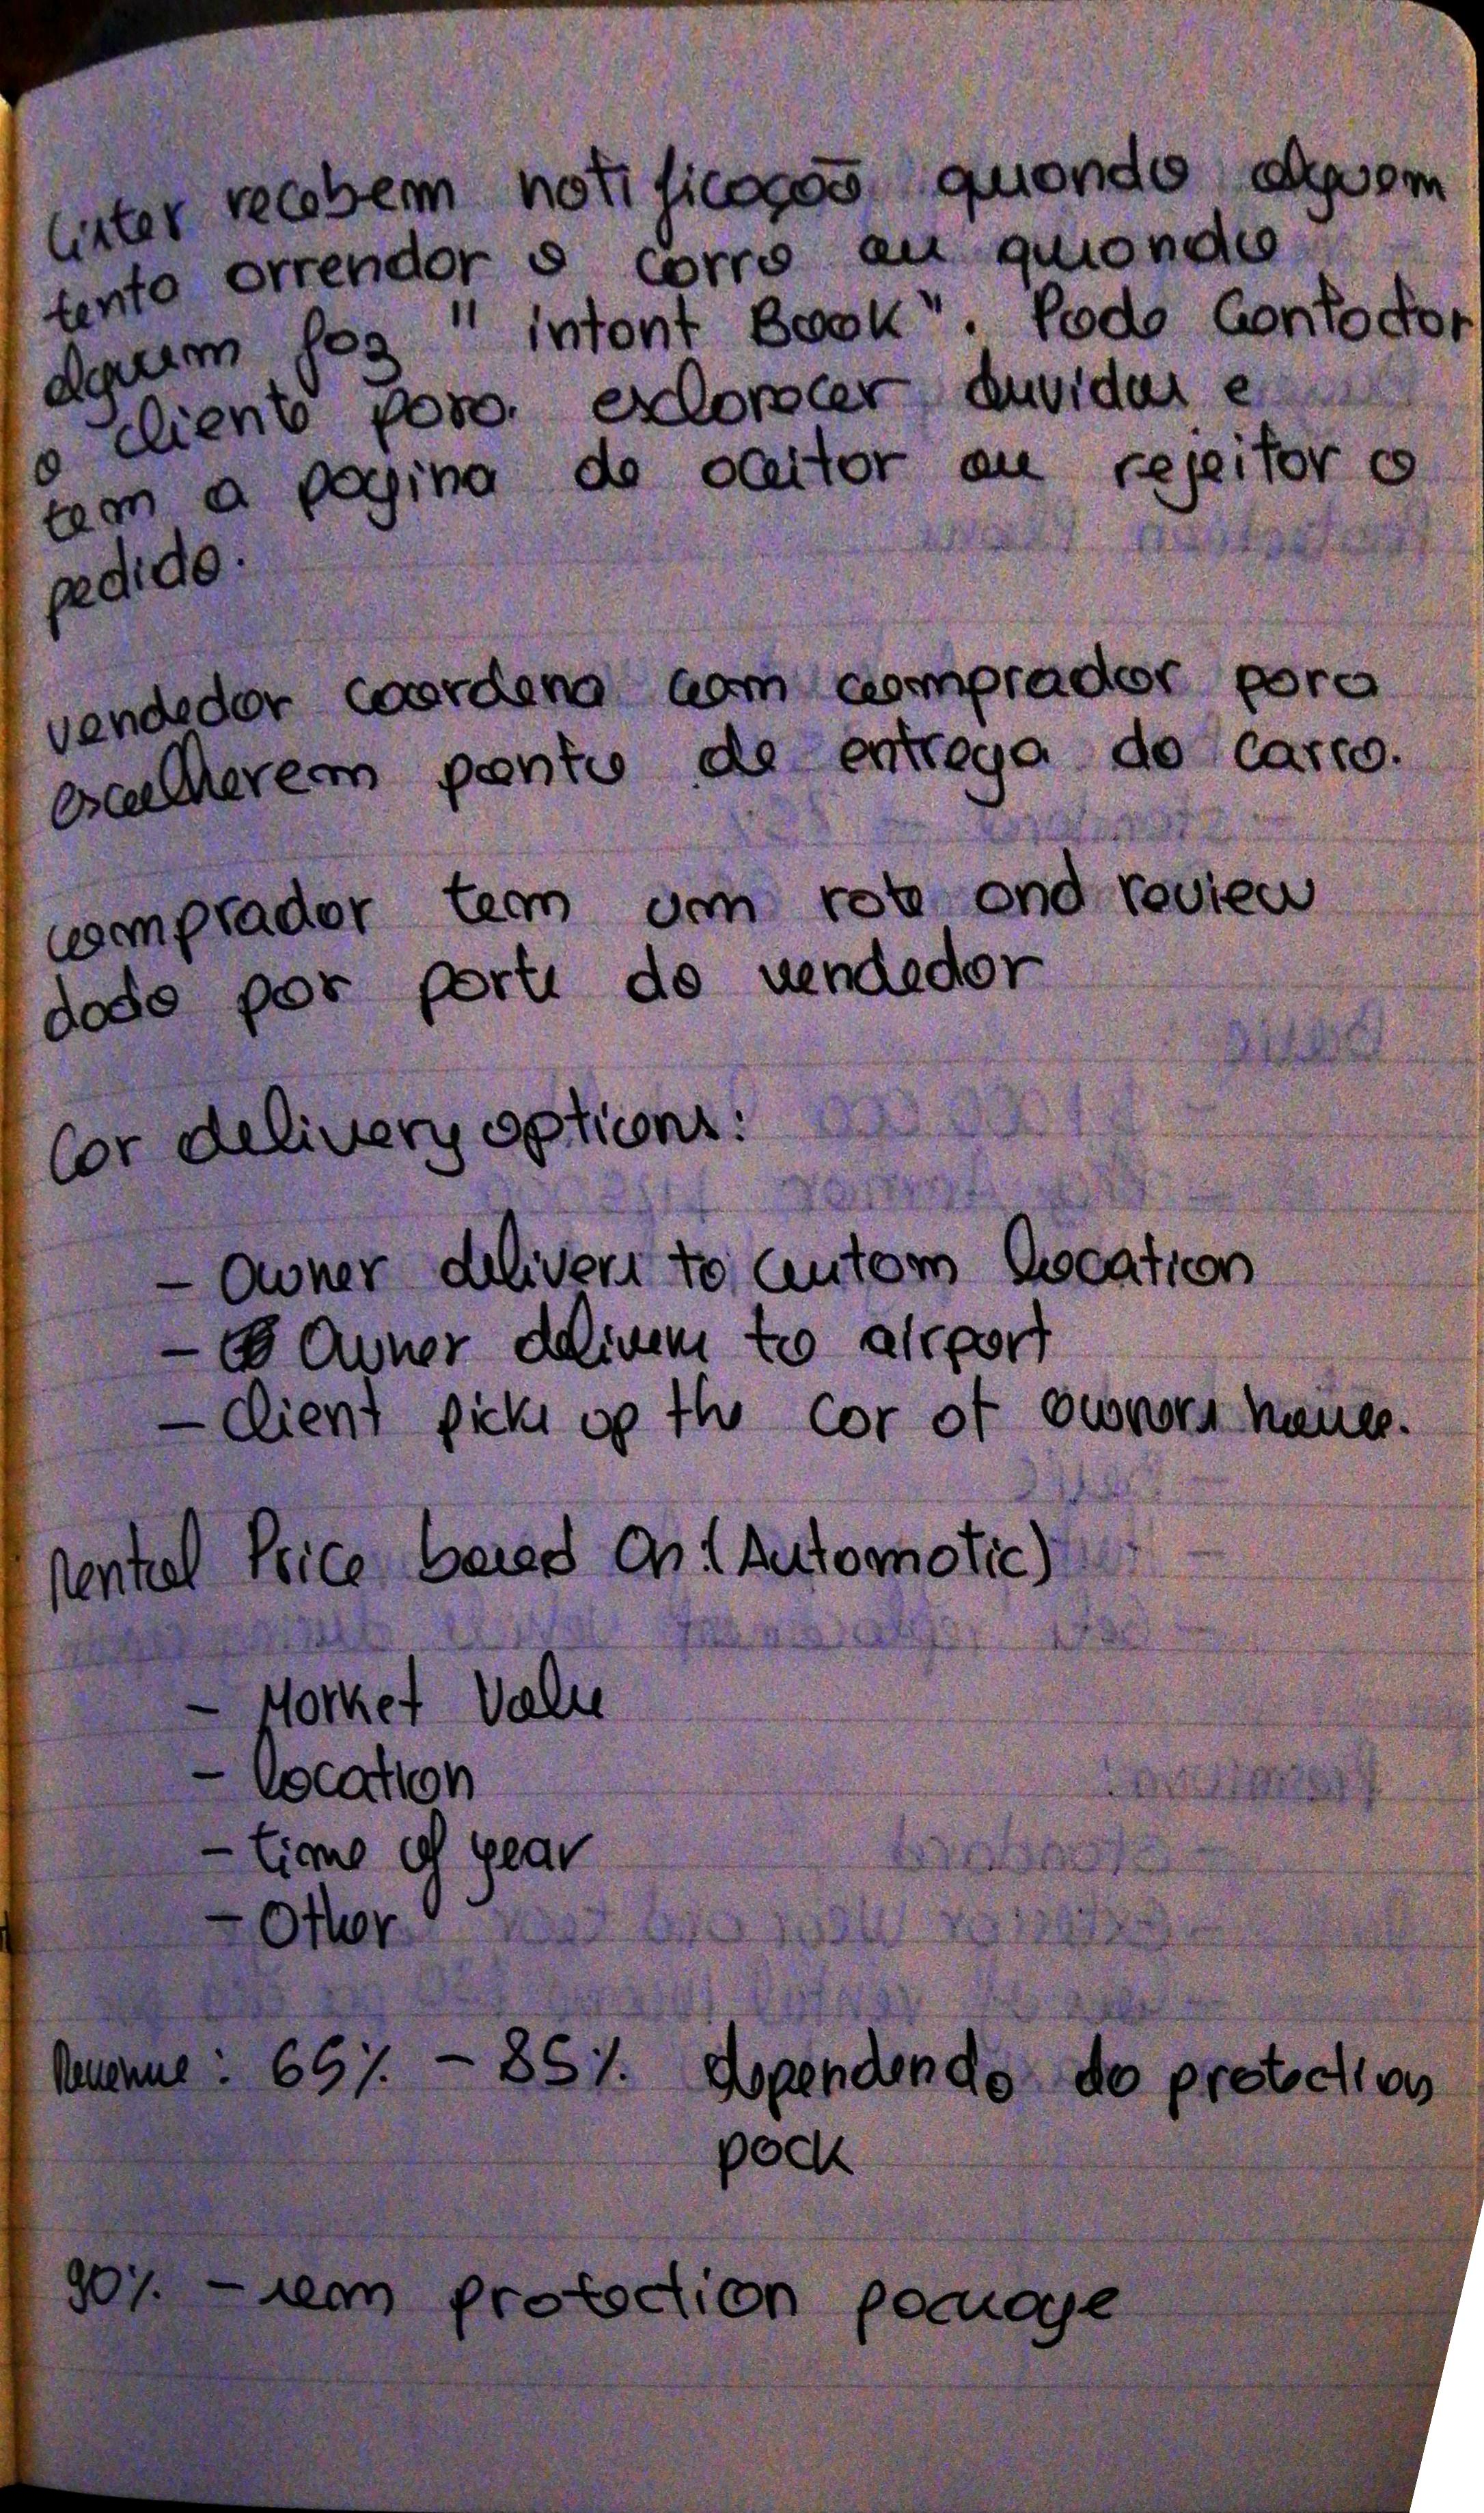 Lister recebem notificação quando alguem
tenta arrendar o carro ou quando
alguem faz "intant Book". Pode Contactar
o cliente para esclarecer duvidas e
tem a pagina de aceitar ou rejeitar o
pedido.
vendedor coordena com comprador para
escolherem ponto de entrega do carro.
comprador tem um rate and review
dado por parte do vendedor
Car delivery options:
- Owner delivers to custom location
- Owner delivers to airport
- Client picks up the car at owners house.
Rental Price based On: (Automatic)
- Market Value
- location
- time of year
- Other
Revenue: 65% - 85% dependendo do protection
pack
90% - sem protection package